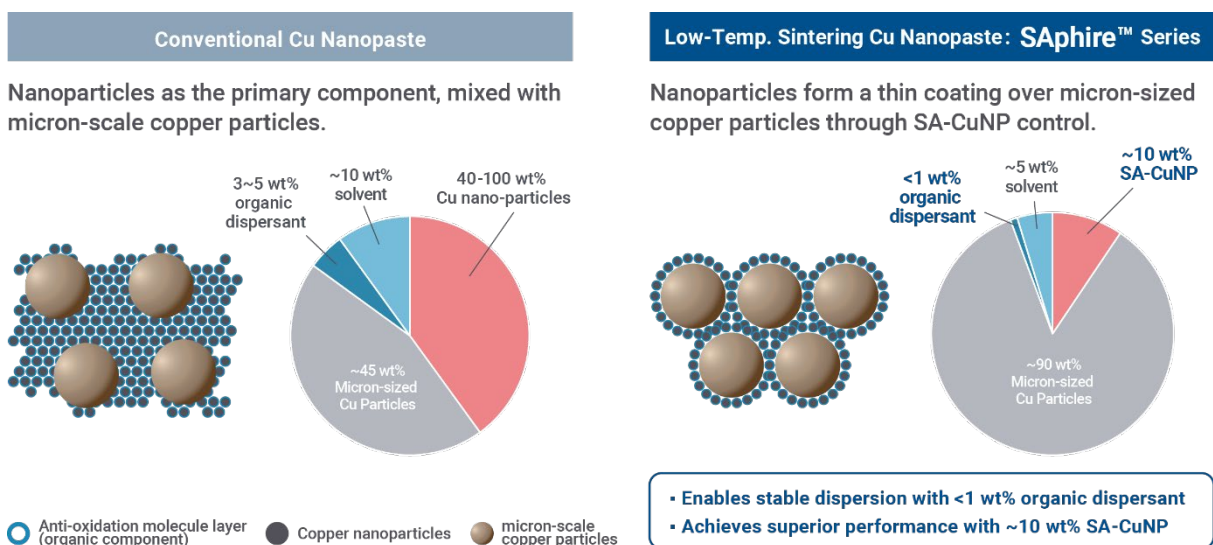 Conventional Cu Nanopaste
Nanoparticles as the primary component, mixed with
micron-scale copper particles.
3~5 wt%
organic
dispersant
~10 wt%
solvent
40-100 wt%
Cu nano-particles
~45 wt%
Micron-sized
Cu Particles
Anti-oxidation molecule layer
(organic component)
Copper nanoparticles
micron-scale
copper particles
Low-Temp. Sintering Cu Nanopaste: SAphire™ Series
Nanoparticles form a thin coating over micron-sized
copper particles through SA-CuNP control.
<1 wt%
organic
dispersant
~5 wt%
solvent
~10 wt%
SA-CuNP
~90 wt%
Micron-sized
Cu Particles
▪ Enables stable dispersion with <1 wt% organic dispersant
▪ Achieves superior performance with ~10 wt% SA-CuNP